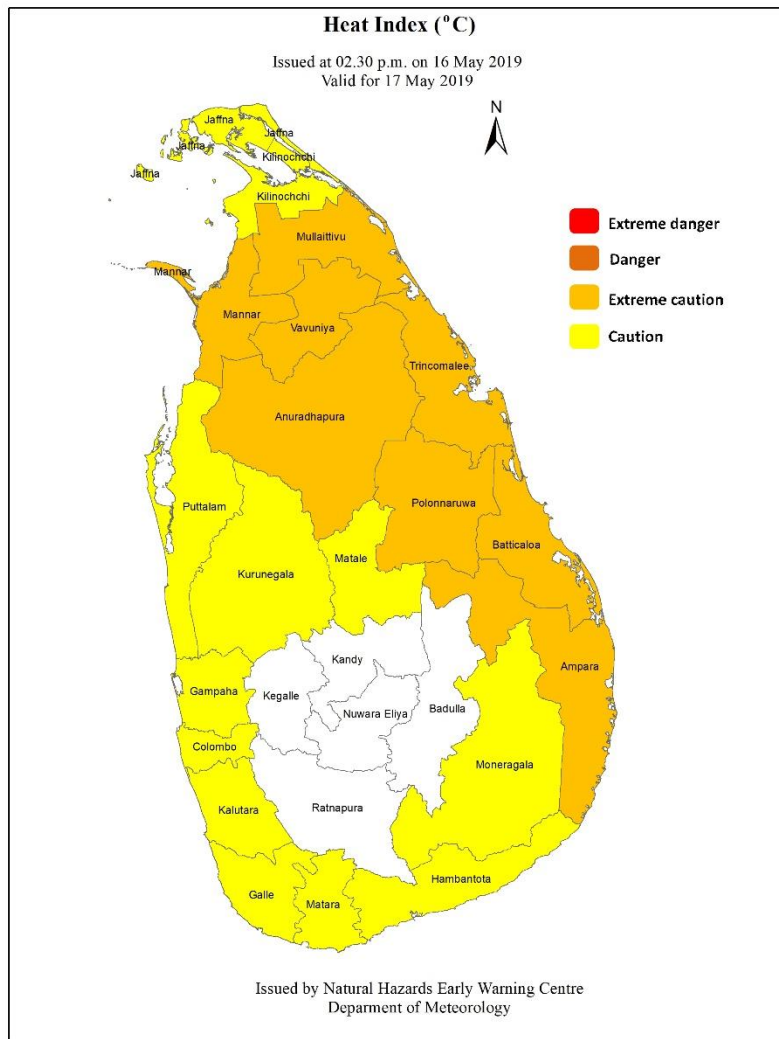 Heat Index (°C)
Issued at 02.30 p.m. on 16 May 2019
Valid for 17 May 2019
N
Jaffna
Jaffna
Jaffna
Kilinochchi
Jaffna
Kilinochchi
Extreme danger
Mullaittivu
Danger
Mannar
Extreme caution
Mannar
Vavuniya
Caution
Trincomalee
Anuradhapura
Puttalam
Polonnaruwa
Batticaloa
Matale
Kurunegala
Kandy
Ampara
Gampaha
Kegalle
Nuwara Eliya
Badulla
Colombo
Moneragala
Kalutara
Ratnapura
Hambantota
Galle
Matara
Issued by Natural Hazards Early Warning Centre
Deparment of Meteorology